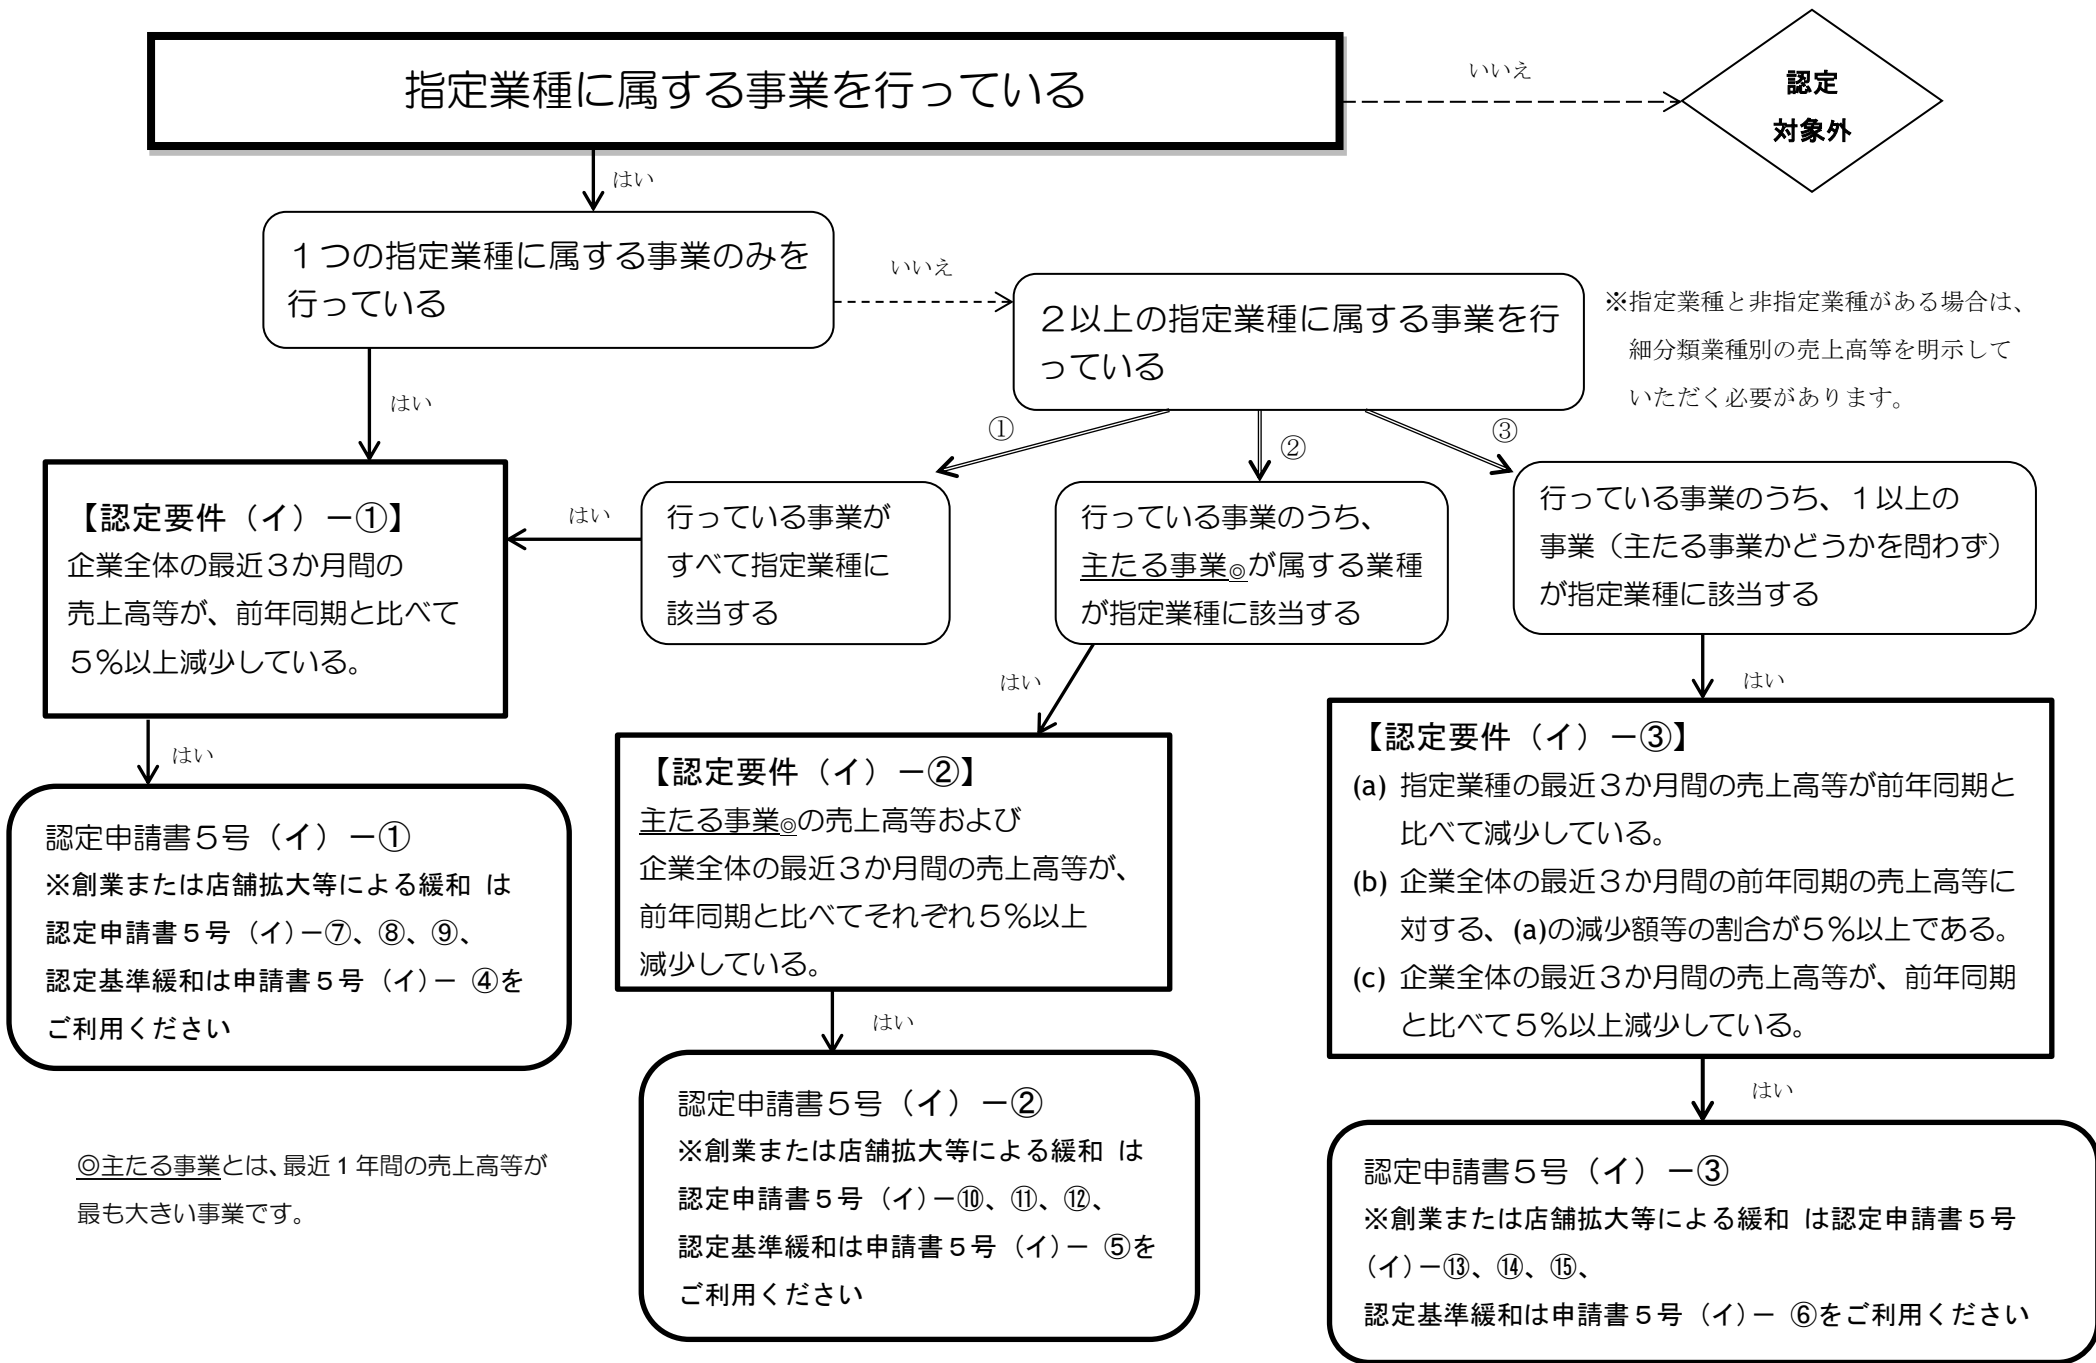 指定業種に属する事業を行っている
いいえ
認定
対象外
はい
１つの指定業種に属する事業のみを
行っている
いいえ
２以上の指定業種に属する事業を行
っている
※指定業種と非指定業種がある場合は、
細分類業種別の売上高等を明示して
いただく必要があります。
はい
①
②
③
【認定要件（イ）－①】
企業全体の最近３か月間の
売上高等が、前年同期と比べて
５％以上減少している。
はい
行っている事業が
すべて指定業種に
該当する
行っている事業のうち、
主たる事業◎が属する業種
が指定業種に該当する
行っている事業のうち、１以上の
事業（主たる事業かどうかを問わず）
が指定業種に該当する
はい
はい
はい
認定申請書５号（イ）－①
※創業または店舗拡大等による緩和 は
認定申請書５号（イ）－⑦、⑧、⑨、
認定基準緩和は申請書５号（イ）－ ④を
ご利用ください
【認定要件（イ）－②】
主たる事業◎の売上高等および
企業全体の最近３か月間の売上高等が、
前年同期と比べてそれぞれ５％以上
減少している。
【認定要件（イ）－③】
(a) 指定業種の最近３か月間の売上高等が前年同期と
比べて減少している。
(b) 企業全体の最近３か月間の前年同期の売上高等に
対する、(a)の減少額等の割合が５％以上である。
(c) 企業全体の最近３か月間の売上高等が、前年同期
と比べて５％以上減少している。
はい
はい
認定申請書５号（イ）－②
※創業または店舗拡大等による緩和 は
認定申請書５号（イ）－⑩、⑪、⑫、
認定基準緩和は申請書５号（イ）－ ⑤を
ご利用ください
認定申請書５号（イ）－③
※創業または店舗拡大等による緩和 は認定申請書５号
（イ）－⑬、⑭、⑮、
認定基準緩和は申請書５号（イ）－ ⑥をご利用ください
◎主たる事業とは、最近１年間の売上高等が
最も大きい事業です。